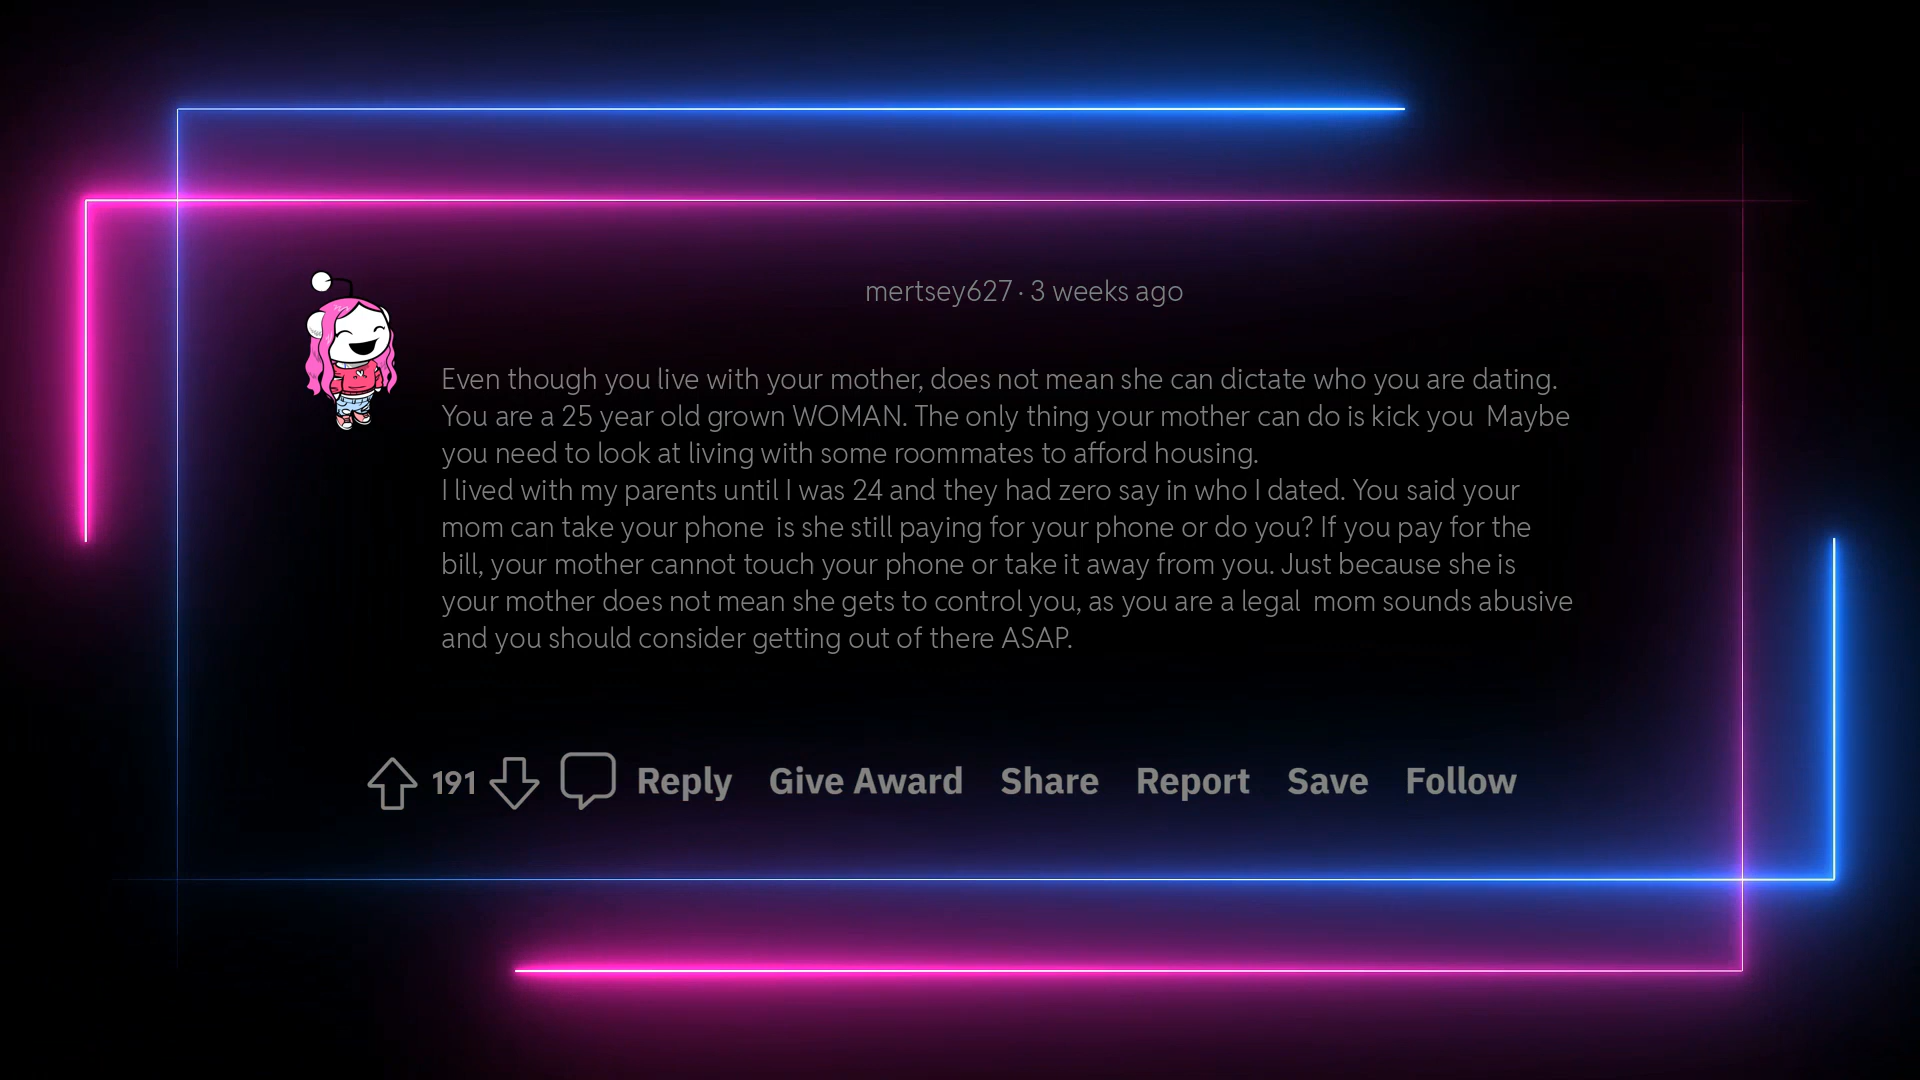 mertsey627 · 3 weeks ago
Even though you live with your mother, does not mean she can dictate who you are dating.
You are a 25 year old grown WOMAN. The only thing your mother can do is kick you  Maybe
you need to look at living with some roommates to afford housing.
I lived with my parents until I was 24 and they had zero say in who I dated. You said your
mom can take your phone  is she still paying for your phone or do you? If you pay for the
bill, your mother cannot touch your phone or take it away from you. Just because she is
your mother does not mean she gets to control you, as you are a legal  mom sounds abusive
and you should consider getting out of there ASAP.
191 Reply Give Award Share Report Save Follow